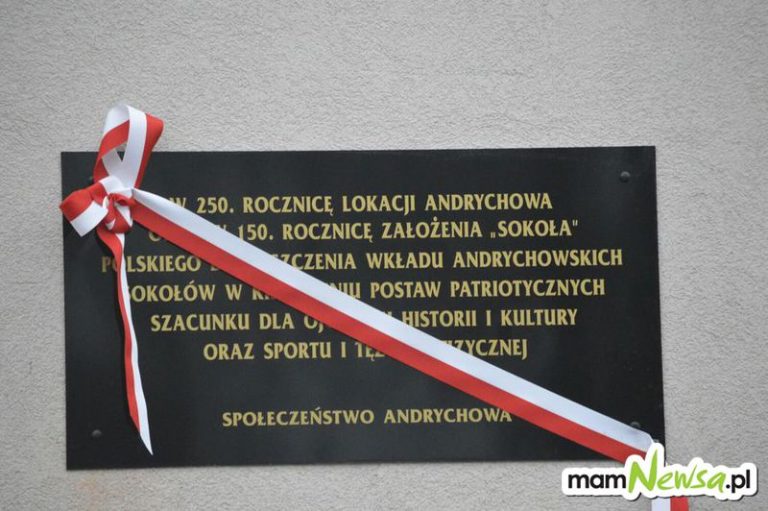 W 250. ROCZNICĘ LOKACJI ANDRYCHOWA
150. ROCZNICĘ ZAŁOŻENIA „SOKOŁA"
POLSKIEGO WKŁADU ANDRYCHOWSKICH
SOKOŁÓW W POSTAW PATRIOTYCZNYCH
SZACUNKU DLA HISTORII I KULTURY
ORAZ SPORTU I
SPOŁECZEŃSTWO ANDRYCHOWA
mamNewsa.pl